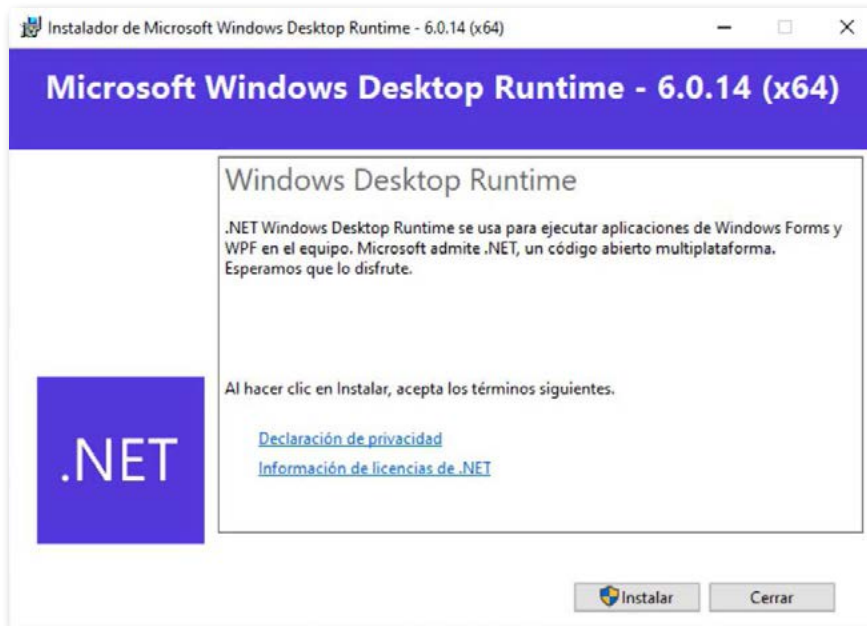 Instalador de Microsoft Windows Desktop Runtime - 6.0.14 (x64)
Microsoft Windows Desktop Runtime - 6.0.14 (x64)
Windows Desktop Runtime
.NET Windows Desktop Runtime se usa para ejecutar aplicaciones de Windows Forms y
WPF en el equipo. Microsoft admite .NET, un código abierto multiplataforma.
Esperamos que lo disfrute.
Al hacer clic en Instalar, acepta los términos siguientes.
Declaración de privacidad
Información de licencias de .NET
.NET
Instalar
Cerrar